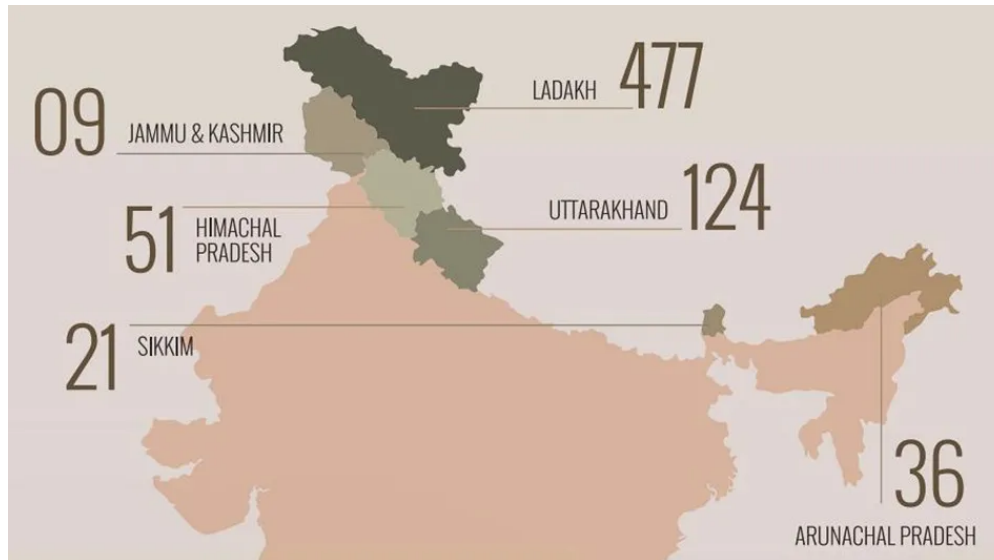 LADAKH 477
09 JAMMU & KASHMIR
UTTARAKHAND 124
51 HIMACHAL
PRADESH
21 SIKKIM
36
ARUNACHAL PRADESH